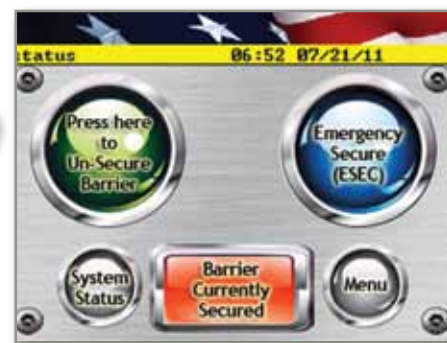 status 06:52 07/21/11
Press here
to
Un-Secure
Barrier
Emergency
Secure
(ESEC)
System
Status
Barrier
Currently
Secured
Menu